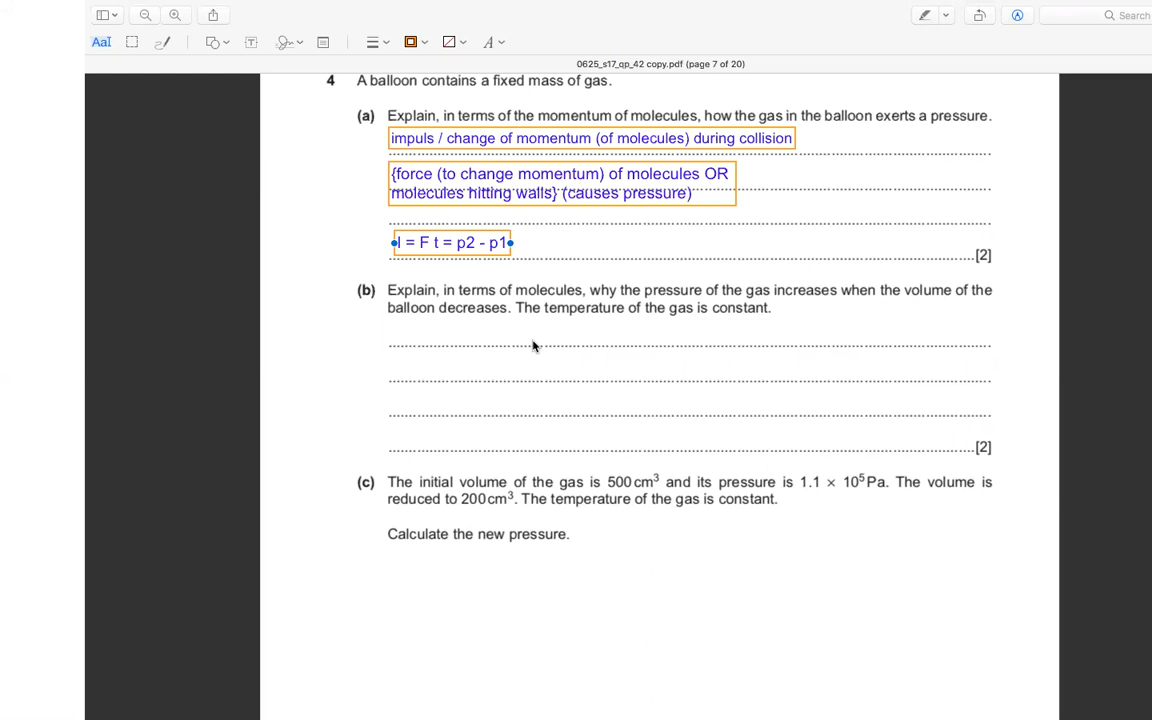 Search
AaI
A
0625_s17_qp_42 copy.pdf (page 7 of 20)
4 A balloon contains a fixed mass of gas.
(a) Explain, in terms of the momentum of molecules, how the gas in the balloon exerts a pressure.
impuls / change of momentum (of molecules) during collision
{force (to change momentum) of molecules OR
molecules hitting walls} (causes pressure)
I = F t = p2 - p1
[2]
(b) Explain, in terms of molecules, why the pressure of the gas increases when the volume of the
balloon decreases. The temperature of the gas is constant.
[2]
(c) The initial volume of the gas is 500 cm³ and its pressure is 1.1 × 10⁵ Pa. The volume is
reduced to 200 cm³. The temperature of the gas is constant.
Calculate the new pressure.